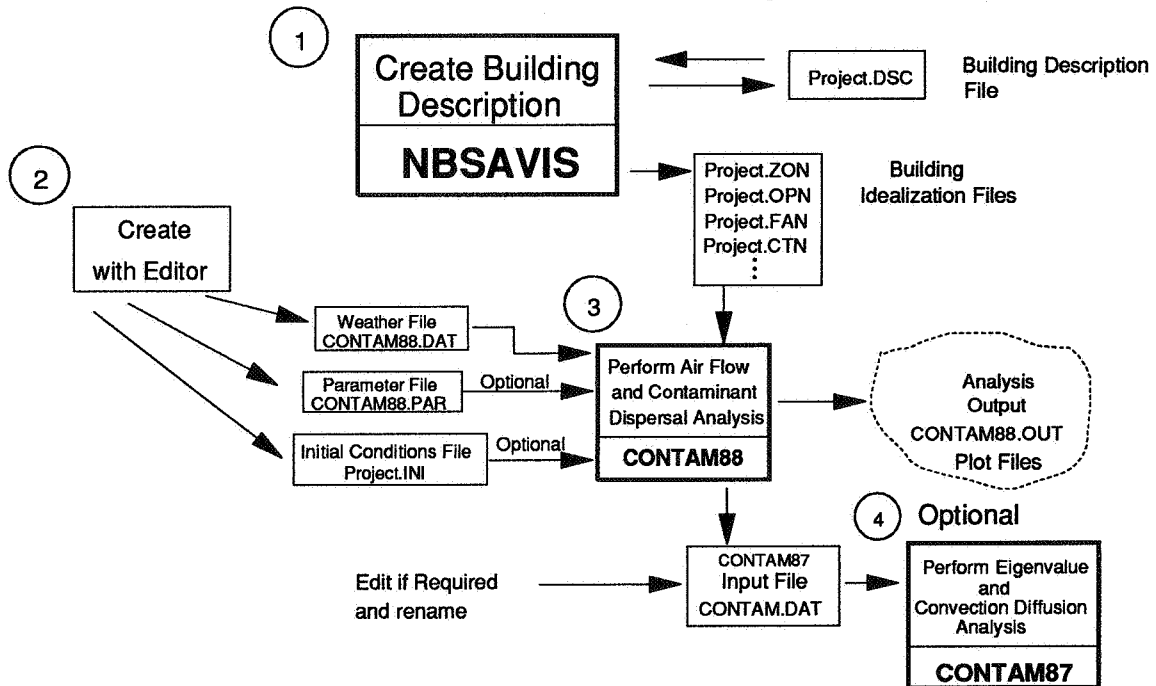 1
Create Building
Description
NBSAVIS
Project.DSC
Building Description
File
Project.ZON
Project.OPN
Project.FAN
Project.CTN
Building
Idealization Files
2
Create
with Editor
Weather File
CONTAM88.DAT
Parameter File
CONTAM88.PAR
Optional
Initial Conditions File
Project.INI
Optional
3
Perform Air Flow
and Contaminant
Dispersal Analysis
CONTAM88
Analysis
Output
CONTAM88.OUT
Plot Files
4
Optional
Edit if Required
and rename
CONTAM87
Input File
CONTAM.DAT
Perform Eigenvalue
and
Convection Diffusion
Analysis
CONTAM87